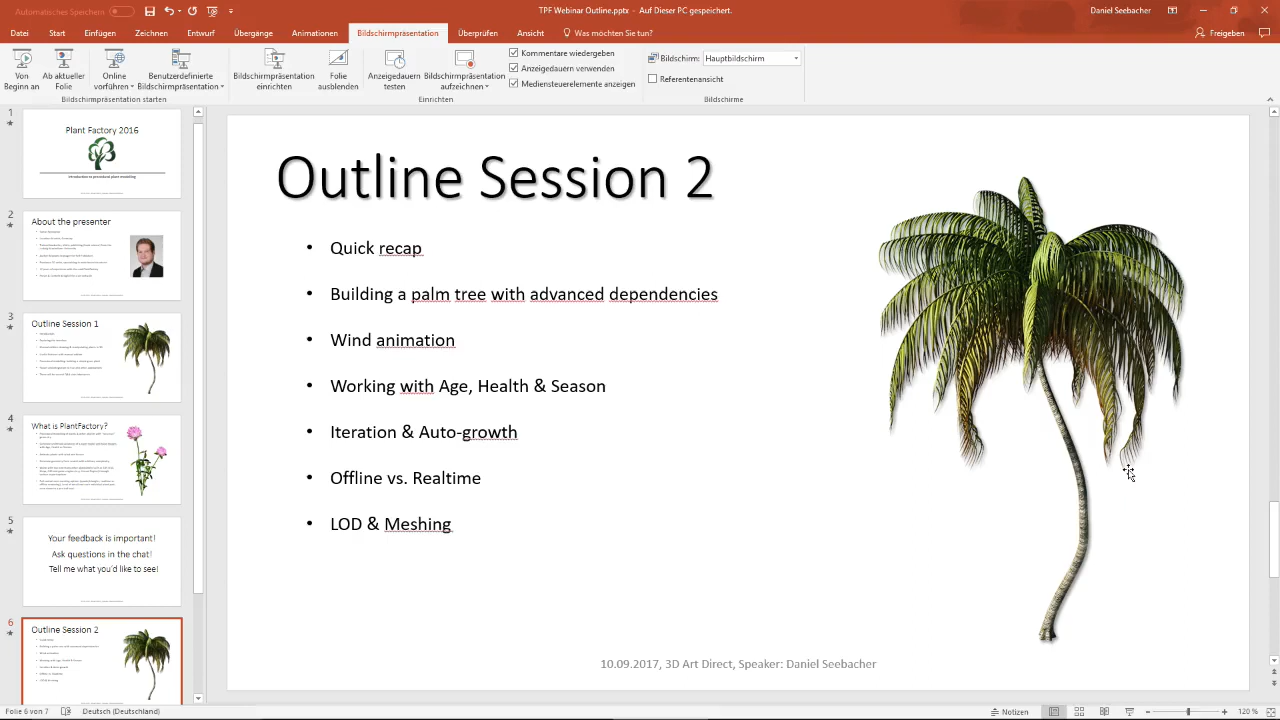 Automatisches Speichern
TPF Webinar Outline.pptx - Auf Dieser PC gespeichert.
Daniel Seebacher
Datei
Start
Einfügen
Zeichnen
Entwurf
Übergänge
Animationen
Bildschirmpräsentation
Überprüfen
Ansicht
Was möchten Sie tun?
Freigeben
Von Beginn an
Ab aktueller Folie
Online vorführen
Benutzerdefinierte Bildschirmpräsentation
Bildschirmpräsentation einrichten
Folie ausblenden
Anzeigedauern testen
Bildschirmpräsentation aufzeichnen
Kommentare wiedergeben
Anzeigedauern verwenden
Mediensteuerelemente anzeigen
Bildschirm: Hauptbildschirm
Referentenansicht
Bildschirmpräsentation starten
Einrichten
Bildschirme
Plant Factory 2016
Introduction to procedural plant modelling
2
About the presenter
3
Outline Session 1
4
What is PlantFactory?
5
Your feedback is important!
Ask questions in the chat!
Tell me what you'd like to see!
6
Outline Session 2
Outline Session 2
• Quick recap
• Building a palm tree with advanced dependencies
• Wind animation
• Working with Age, Health & Season
• Iteration & Auto-growth
• Offline vs. Realtime
• LOD & Meshing
10.09.2017, 3D Art Direct, Speaker: Daniel Seebacher
Folie 6 von 7
Deutsch (Deutschland)
Notizen
120 %